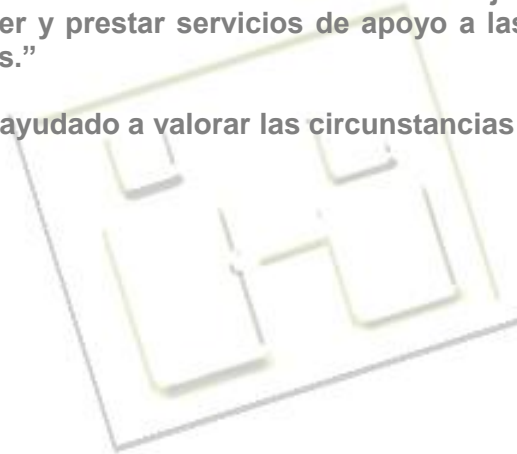 er y prestar servicios de apoyo a las
s.”
ayudado a valorar las circunstancias